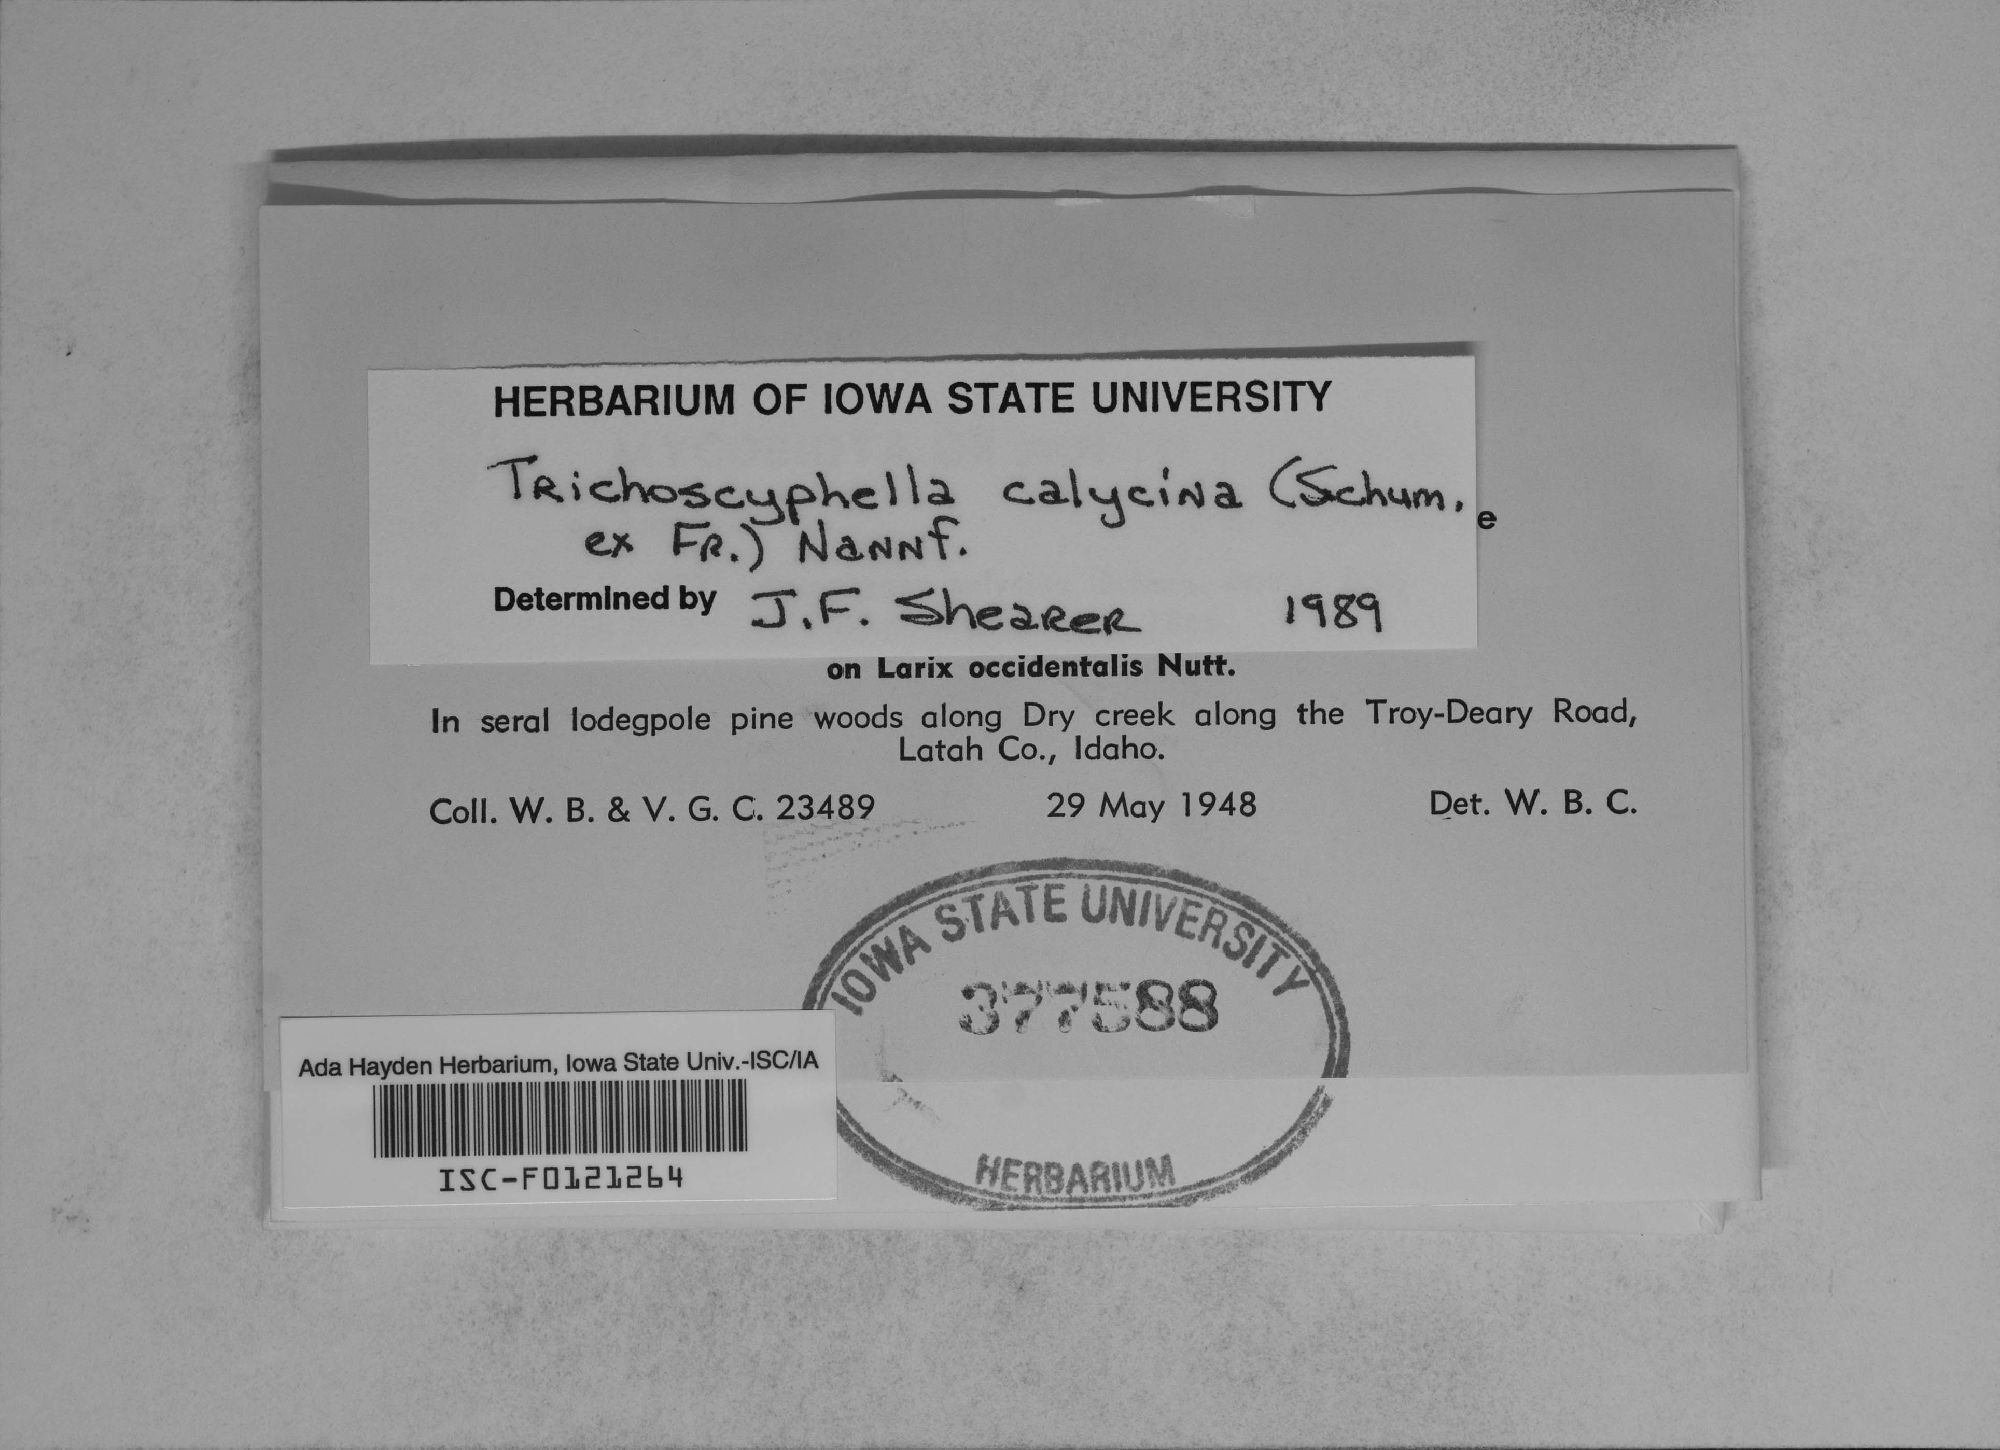 HERBARIUM OF IOWA STATE UNIVERSITY
Trichoscyphella calycina (Schum.
e
ex Fr.) Nannf.
Determined by J.F. Shearer 1989
on Larix occidentalis Nutt.
In seral lodegpole pine woods along Dry creek along the Troy-Deary Road,
Latah Co., Idaho.
Coll. W. B. & V. G. C. 23489 29 May 1948 Det. W. B. C.
IOWA STATE UNIVERSITY
377588
HERBARIUM
Ada Hayden Herbarium, Iowa State Univ.-ISC/IA
ISC-F0121264